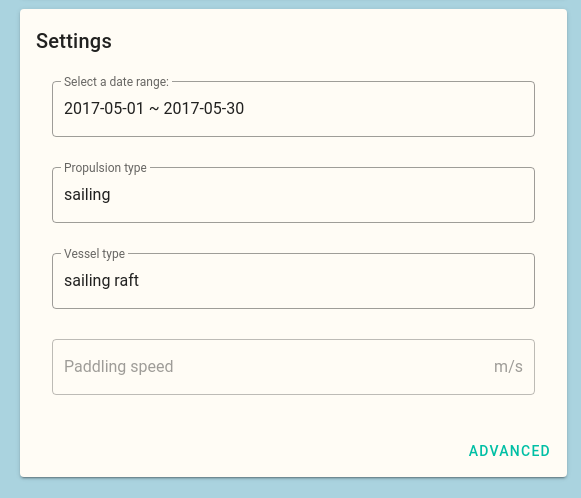 Settings
Select a date range:
2017-05-01 ~ 2017-05-30
Propulsion type
sailing
Vessel type
sailing raft
Paddling speed m/s
ADVANCED